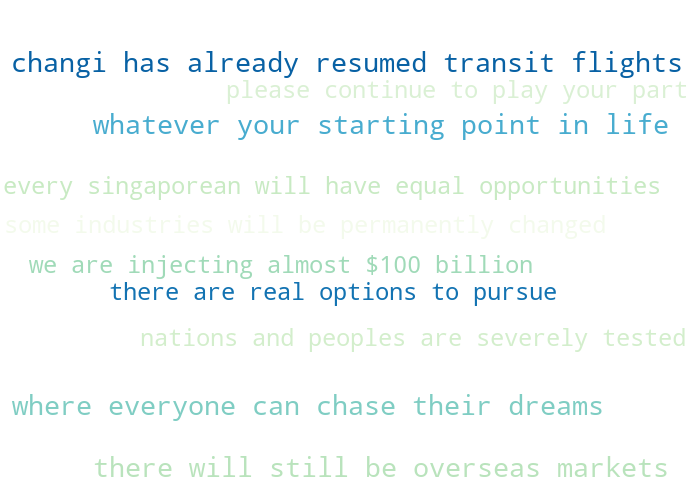 changi has already resumed transit flights
please continue to play your part
whatever your starting point in life
every singaporean will have equal opportunities
some industries will be permanently changed
we are injecting almost $100 billion
there are real options to pursue
nations and peoples are severely tested
where everyone can chase their dreams
there will still be overseas markets